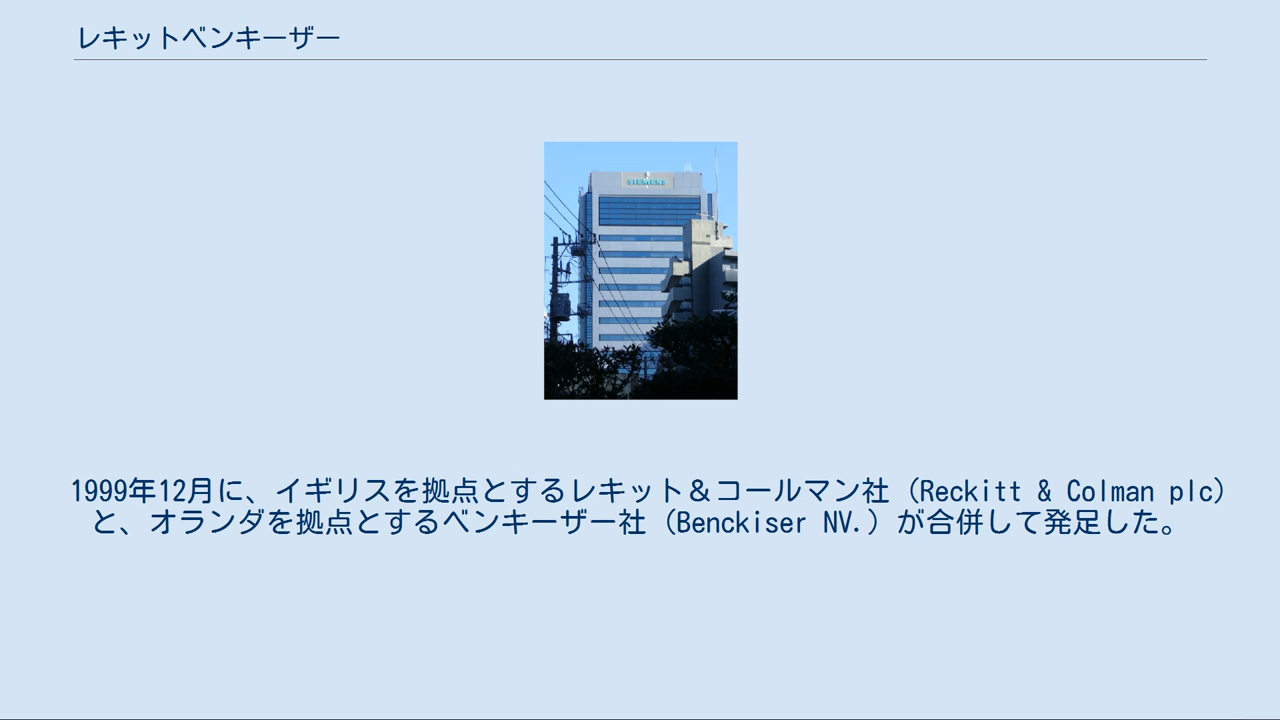 レキットベンキーザー
SIEMENS
1999年12月に、イギリスを拠点とするレキット＆コールマン社（Reckitt & Colman plc）
と、オランダを拠点とするベンキーザー社（Benckiser NV.）が合併して発足した。